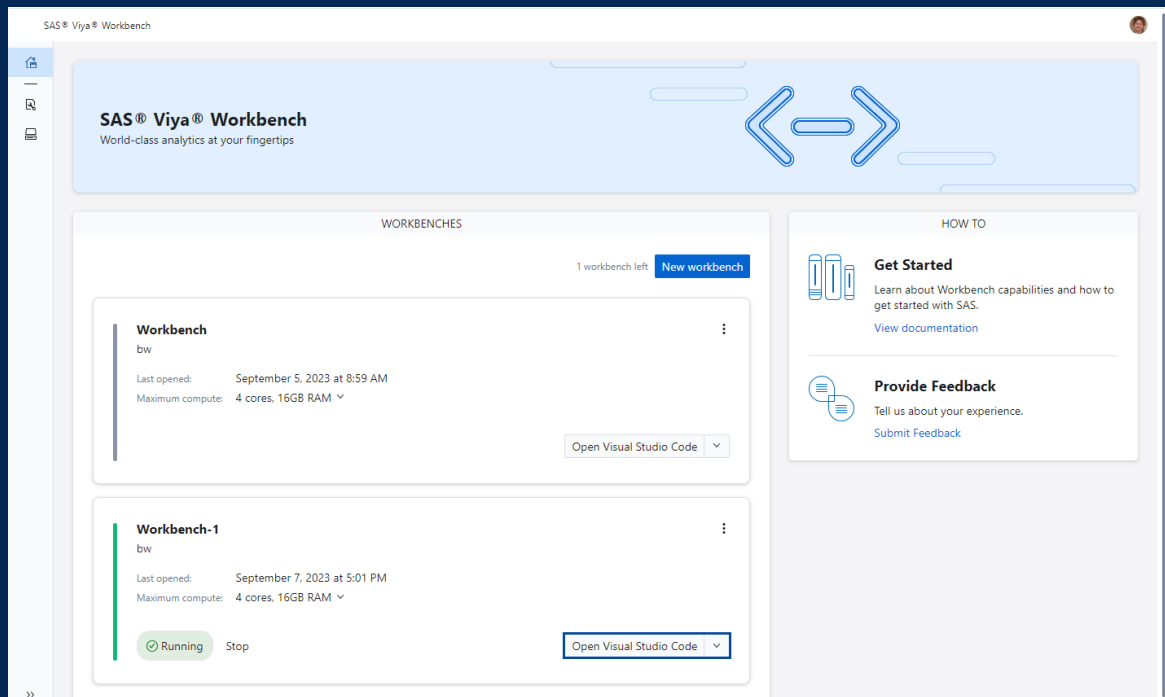 SAS® Viya® Workbench
SAS® Viya® Workbench
World-class analytics at your fingertips
WORKBENCHES
1 workbench left
New workbench
Workbench
bw
Last opened: September 5, 2023 at 8:59 AM
Maximum compute: 4 cores, 16GB RAM
Open Visual Studio Code
Workbench-1
bw
Last opened: September 7, 2023 at 5:01 PM
Maximum compute: 4 cores, 16GB RAM
Running
Stop
Open Visual Studio Code
HOW TO
Get Started
Learn about Workbench capabilities and how to
get started with SAS.
View documentation
Provide Feedback
Tell us about your experience.
Submit Feedback